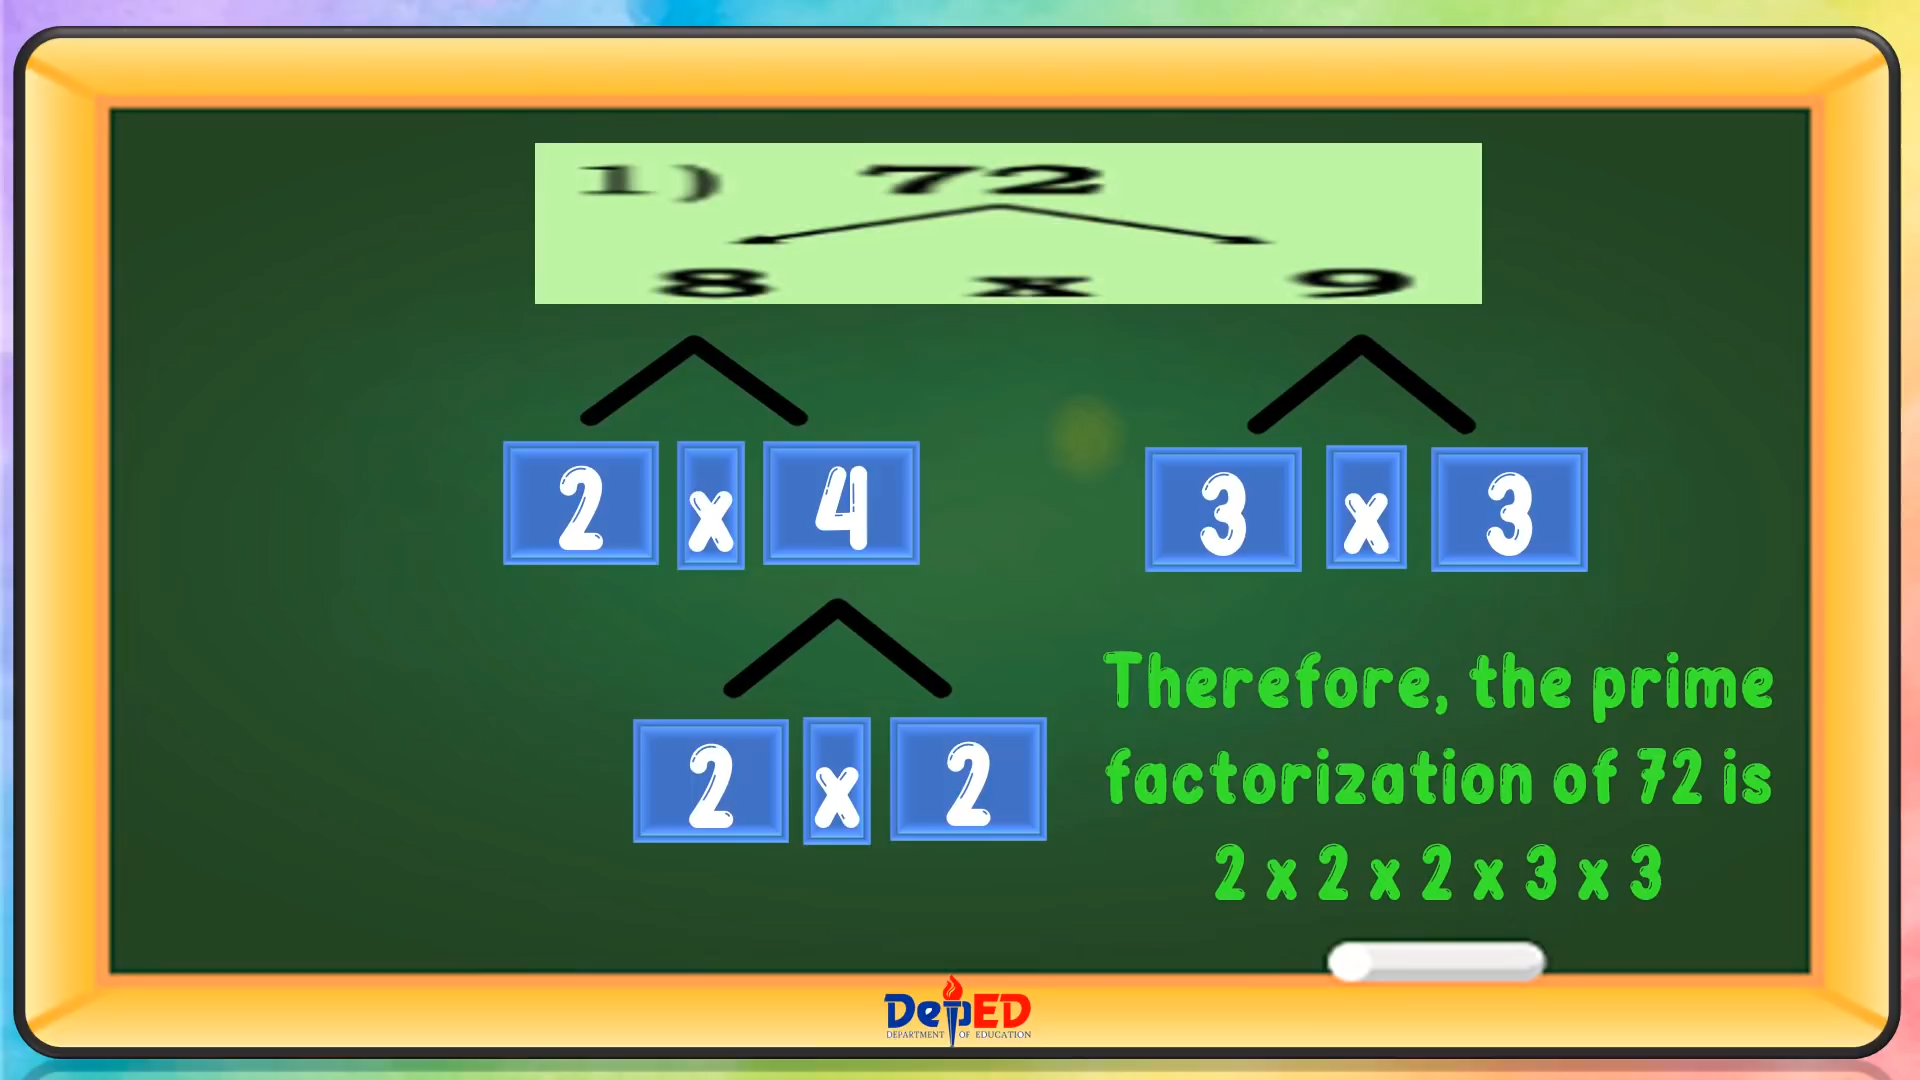 1) 72
8 x 9
2 x 4 3 x 3
2 x 2
Therefore, the prime
factorization of 72 is
2 x 2 x 2 x 3 x 3
DepED
DEPARTMENT OF EDUCATION